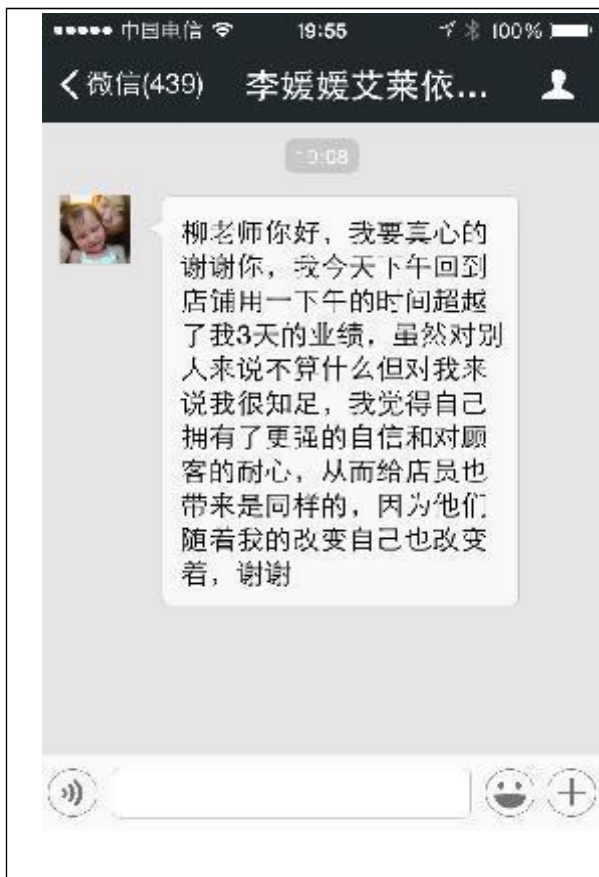 中国电信 19:55 100%
微信(439) 李媛媛艾莱依...
柳老师你好，我要真心的
谢谢你，我今天下午回到
店铺用一下午的时间超越
了我3天的业绩，虽然对别
人来说不算什么但对我来
说我很知足，我觉得自己
拥有了更强的自信和对顾
客的耐心，从而给店员也
带来是同样的，因为他们
随着我的改变自己也改变
着，谢谢